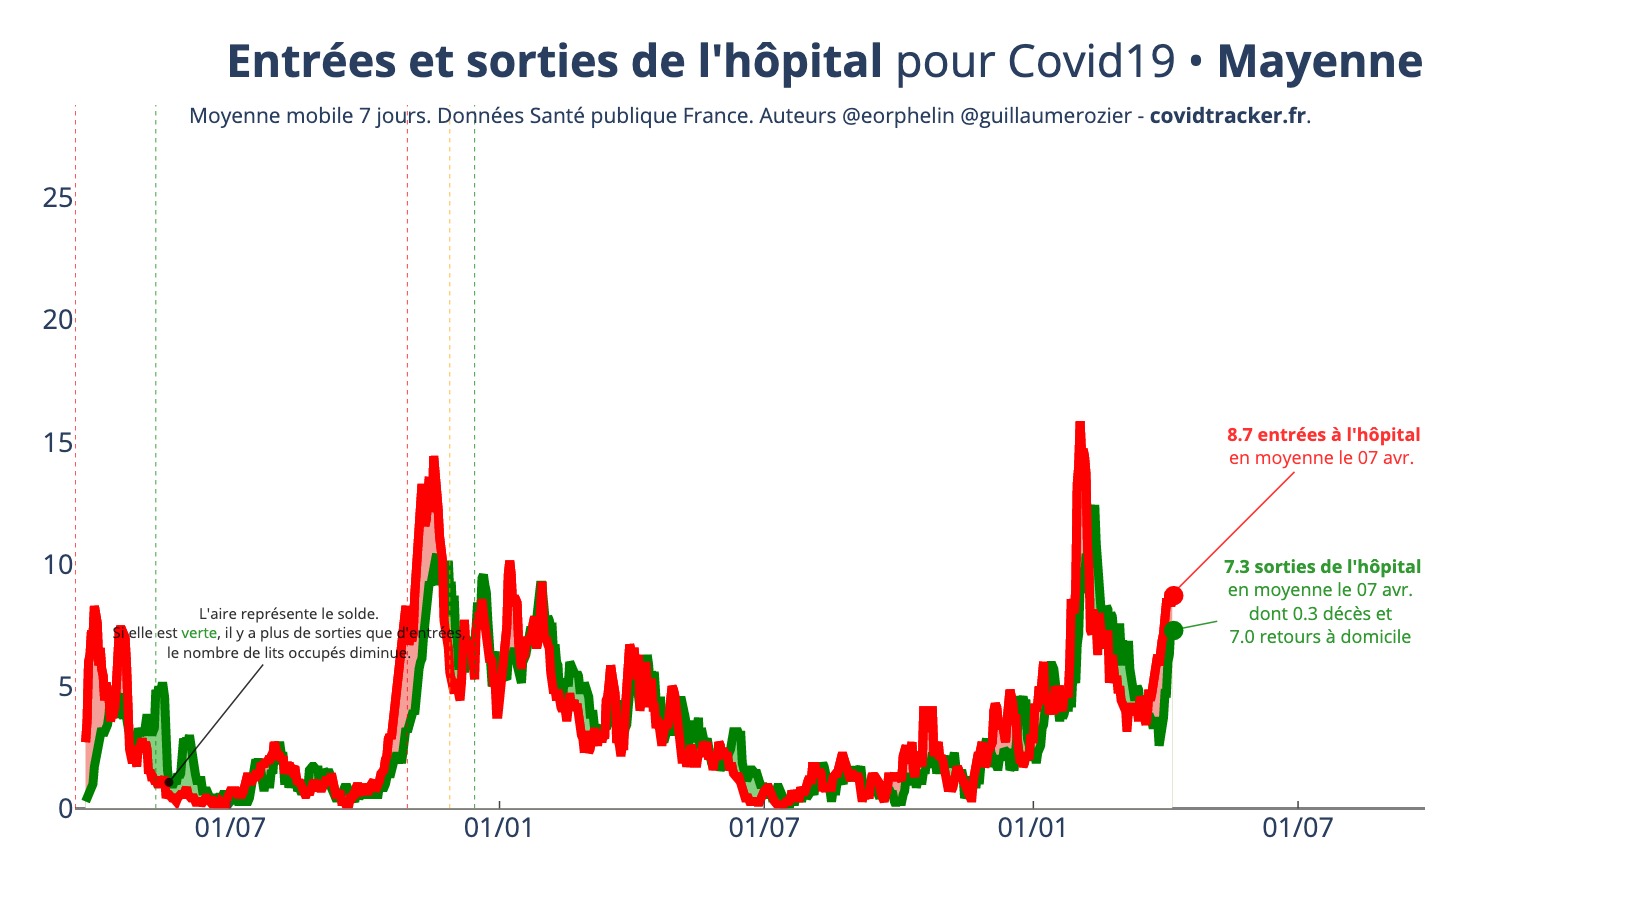 Entrées et sorties de l'hôpital pour Covid19 • Mayenne
Moyenne mobile 7 jours. Données Santé publique France. Auteurs @eorphelin @guillaumerozier - covidtracker.fr.
25
20
15
10
5
0
L'aire représente le solde.
Si elle est verte, il y a plus de sorties que d'entrées,
le nombre de lits occupés diminue.
8.7 entrées à l'hôpital
en moyenne le 07 avr.
7.3 sorties de l'hôpital
en moyenne le 07 avr.
dont 0.3 décès et
7.0 retours à domicile
01/07
01/01
01/07
01/01
01/07